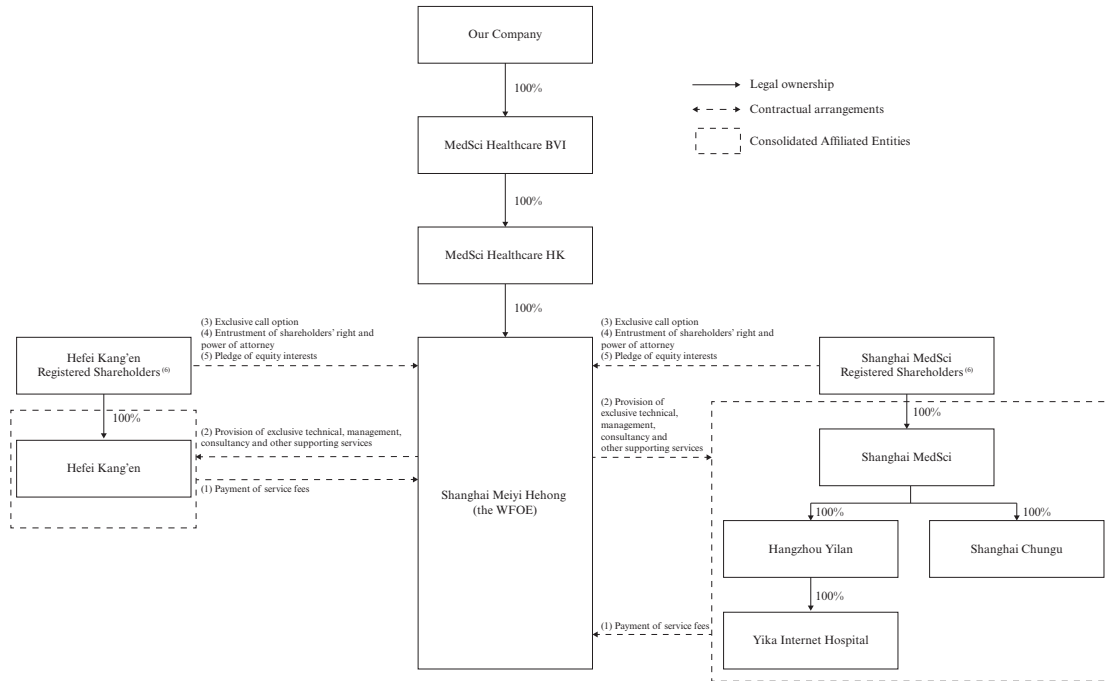 Our Company
100%
Legal ownership
Contractual arrangements
Consolidated Affiliated Entities
MedSci Healthcare BVI
100%
MedSci Healthcare HK
100%
(3) Exclusive call option
(4) Entrustment of shareholders' right and
power of attorney
(5) Pledge of equity interests
(3) Exclusive call option
(4) Entrustment of shareholders' right and
power of attorney
(5) Pledge of equity interests
Hefei Kang'en
Registered Shareholders(6)
Shanghai MedSci
Registered Shareholders(6)
100%
(2) Provision of exclusive technical, management,
consultancy and other supporting services
Hefei Kang'en
(1) Payment of service fees
Shanghai Meiyi Hehong
(the WFOE)
(2) Provision of
exclusive technical,
management,
consultancy and
other supporting services
100%
Shanghai MedSci
100%
100%
Hangzhou Yilan
Shanghai Chungu
100%
(1) Payment of service fees
Yika Internet Hospital